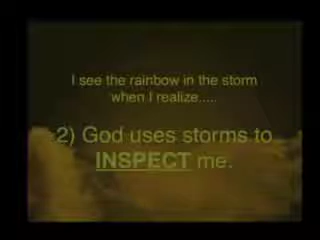 I see the rainbow in the storm
when I realize.....
2) God uses storms to
INSPECT me.